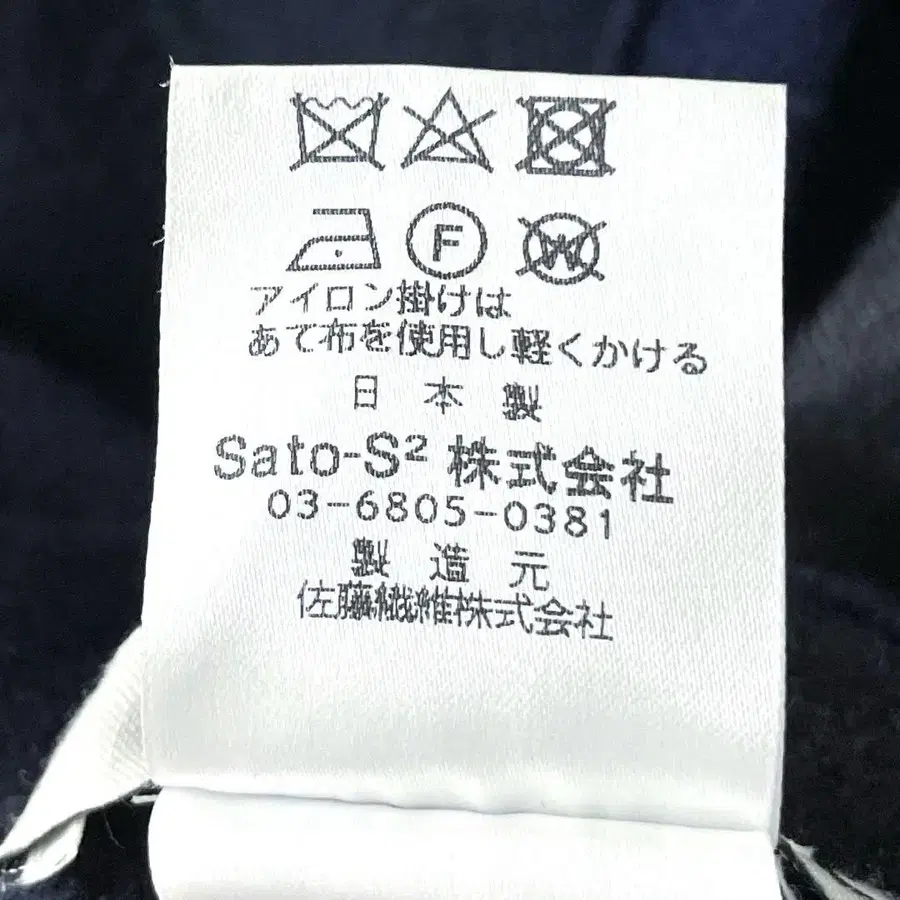 F W
アイロン掛けは
あて布を使用し軽くかける
日 本 製
Sato-S² 株式会社
03-6805-0381
製 造 元
佐藤繊維株式会社